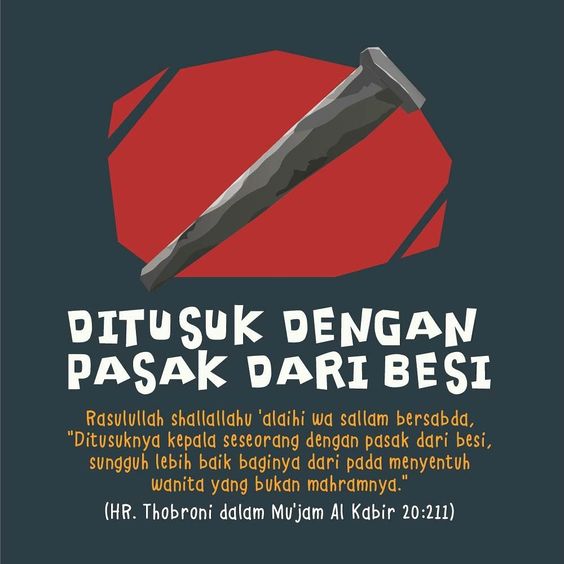 DITUSUK DENGAN
PASAK DARI BESI
Rasulullah shallallahu 'alaihi wa sallam bersabda,
"Ditusuknya kepala seseorang dengan pasak dari besi,
sungguh lebih baik baginya dari pada menyentuh
wanita yang bukan mahramnya."
(HR. Thobroni dalam Mu'jam Al Kabir 20:211)